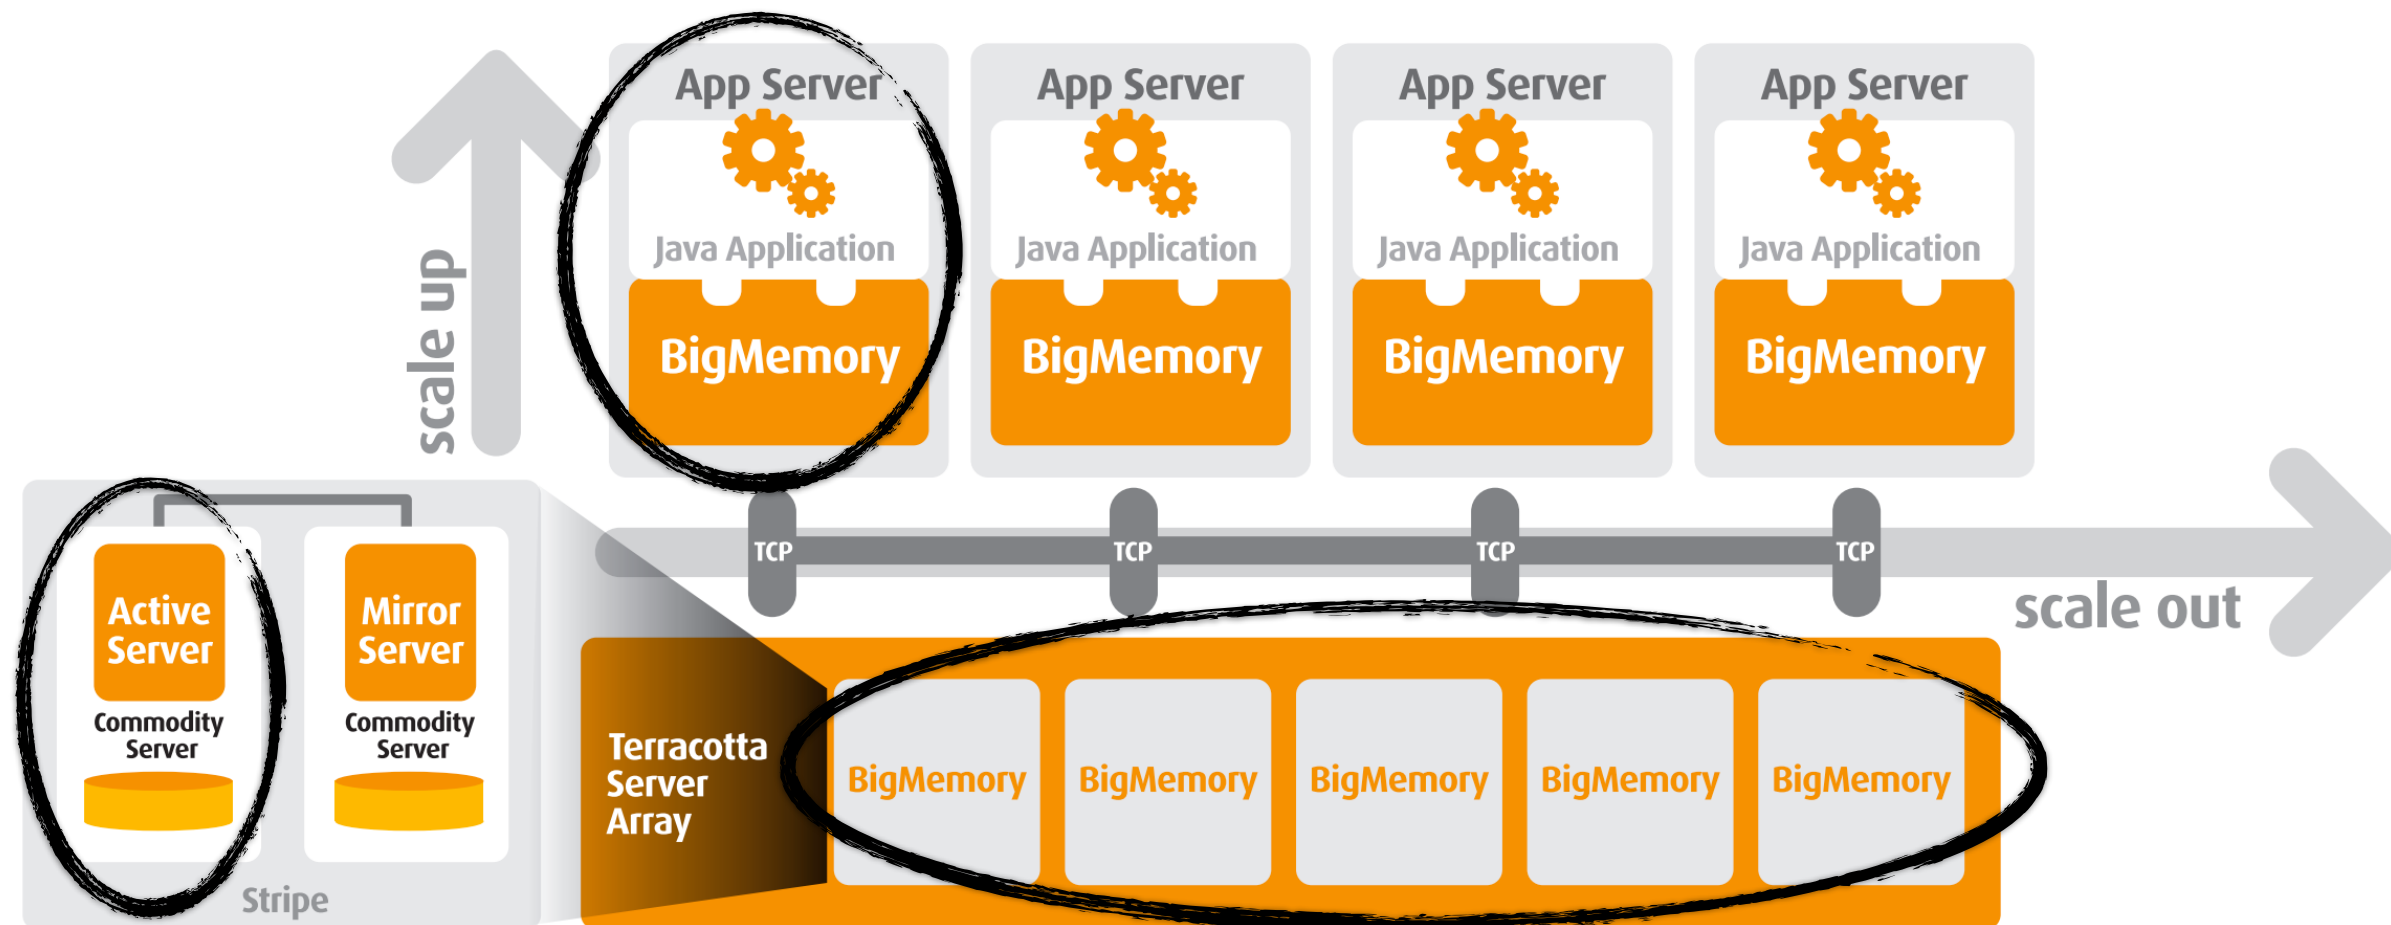 App Server
App Server
App Server
App Server
Java Application
Java Application
Java Application
Java Application
BigMemory
BigMemory
BigMemory
BigMemory
scale up
TCP
TCP
TCP
TCP
scale out
Active
Server
Commodity
Server
Mirror
Server
Commodity
Server
Stripe
Terracotta
Server
Array
BigMemory
BigMemory
BigMemory
BigMemory
BigMemory